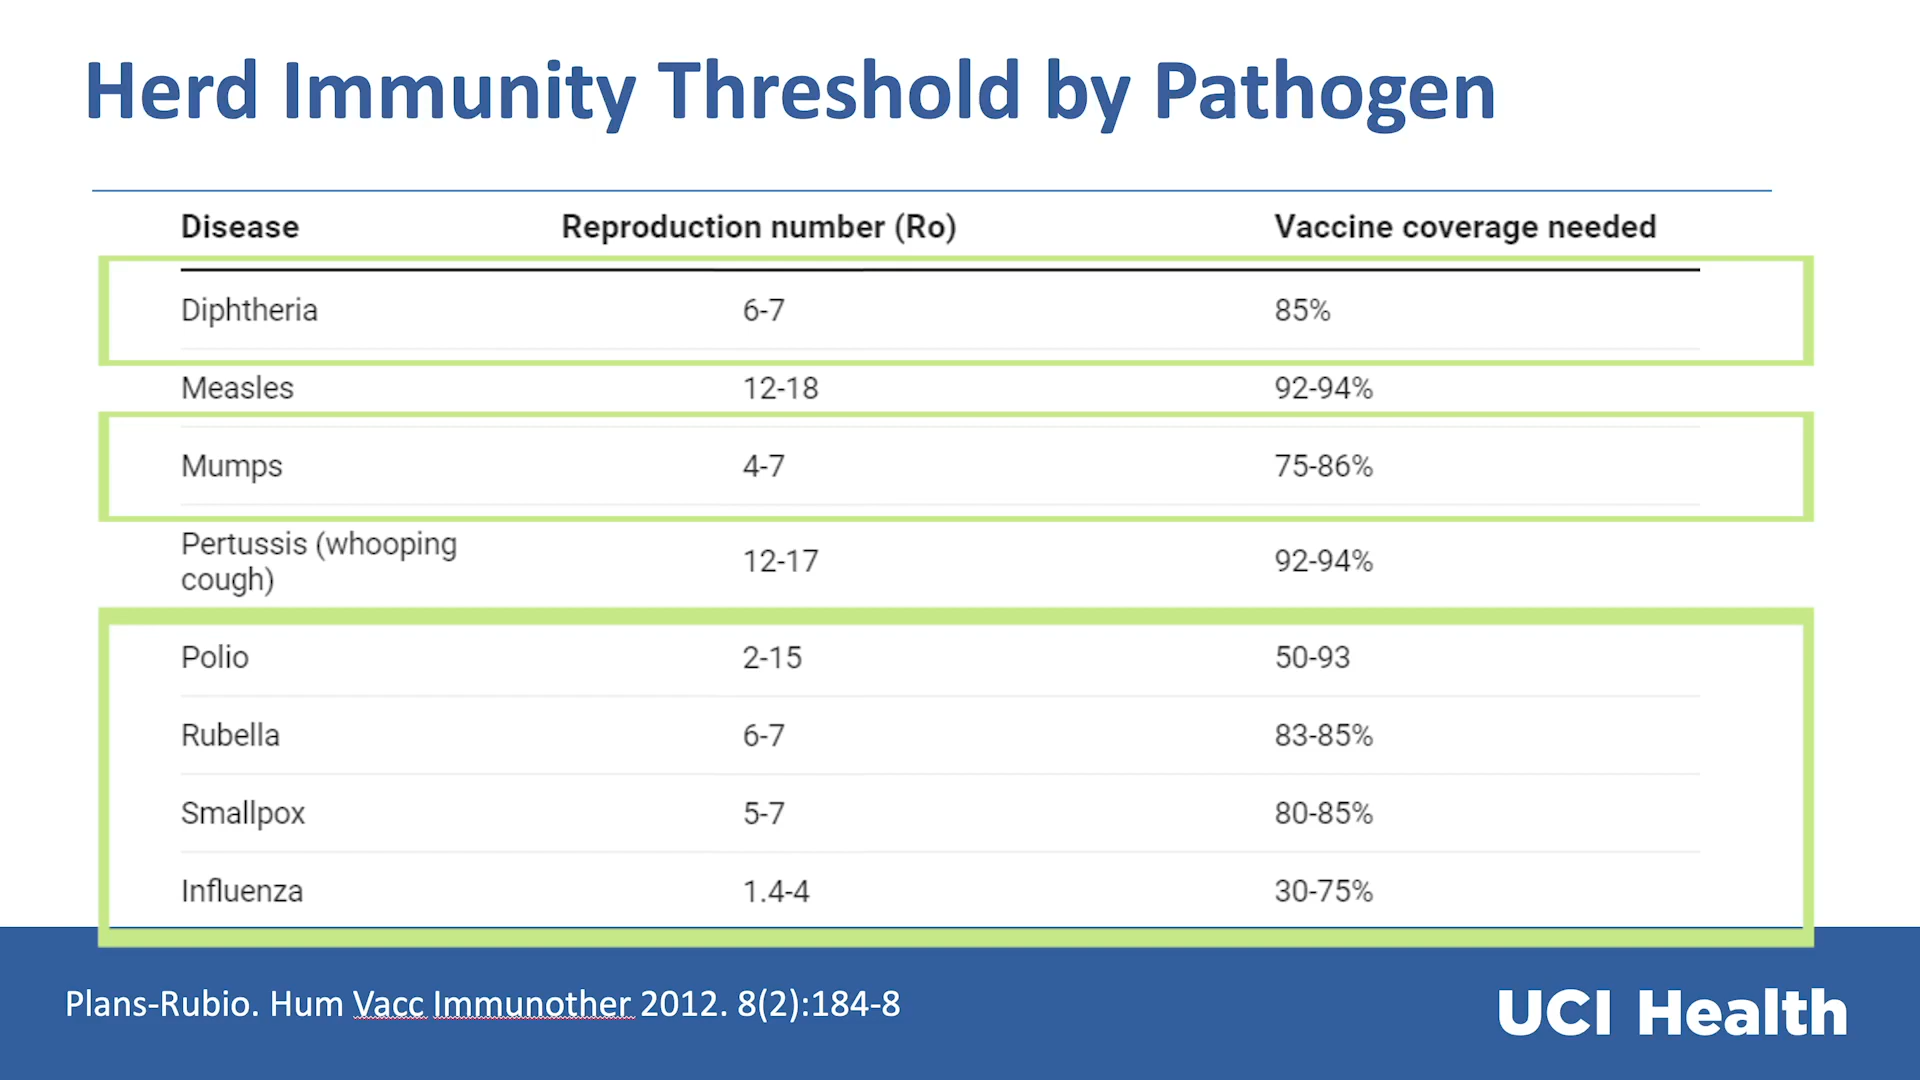 Herd Immunity Threshold by Pathogen
Disease Reproduction number (Ro) Vaccine coverage needed
Diphtheria 6-7 85%
Measles 12-18 92-94%
Mumps 4-7 75-86%
Pertussis (whooping
cough) 12-17 92-94%
Polio 2-15 50-93
Rubella 6-7 83-85%
Smallpox 5-7 80-85%
Influenza 1.4-4 30-75%
Plans-Rubio. Hum Vacc Immunother 2012. 8(2):184-8
UCI Health